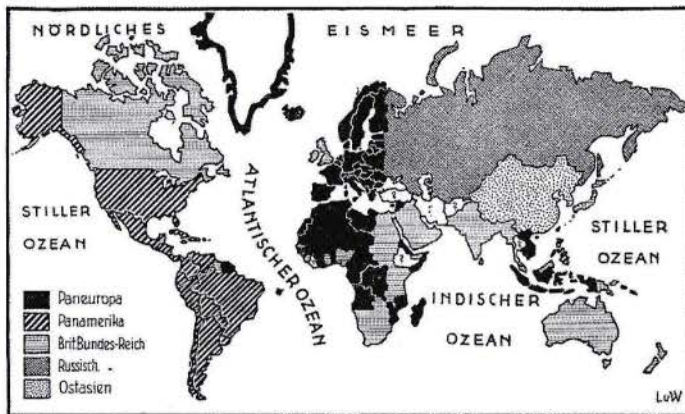 NÖRDLICHES EISMEER
STILLER OZEAN
ATLANTISCHER OZEAN
STILLER OZEAN
INDISCHER OZEAN
?
?
?
?
Paneuropa
Panamerika
Brit.Bundes-Reich
Russisch. "
Ostasien
LuW